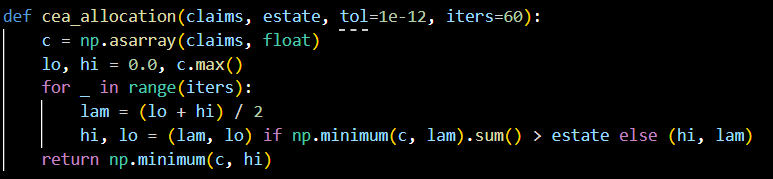 def cea_allocation(claims, estate, tol=1e-12, iters=60):
    c = np.asarray(claims, float)
    lo, hi = 0.0, c.max()
    for _ in range(iters):
        lam = (lo + hi) / 2
        hi, lo = (lam, lo) if np.minimum(c, lam).sum() > estate else (hi, lam)
    return np.minimum(c, hi)